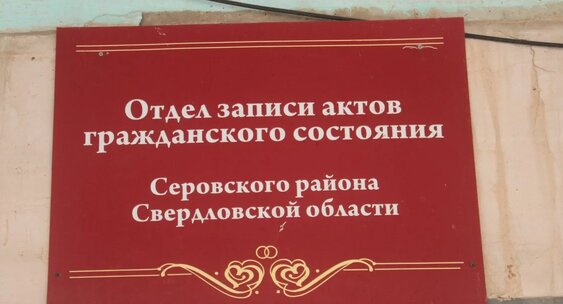 Отдел записи актов
гражданского состояния
Серовского района
Свердловской области